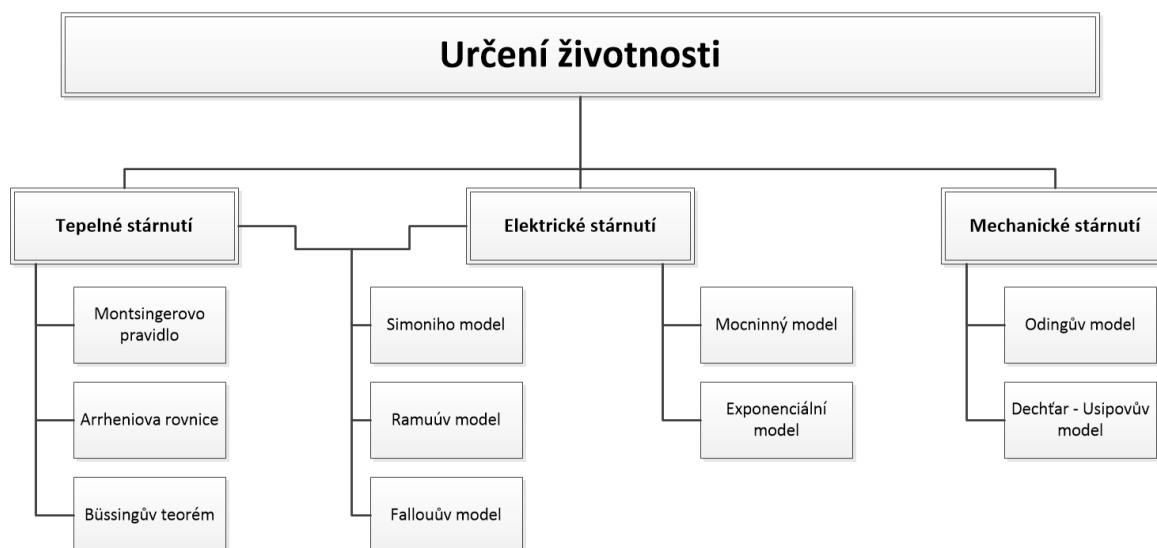 Určení životnosti
Tepelné stárnutí
Elektrické stárnutí
Mechanické stárnutí
Montsingerovo
pravidlo
Simoniho model
Mocninný model
Odingův model
Arrheniova rovnice
Ramuúv model
Exponenciální
model
Dechťar - Usipovův
model
Büssingův teorém
Fallouův model